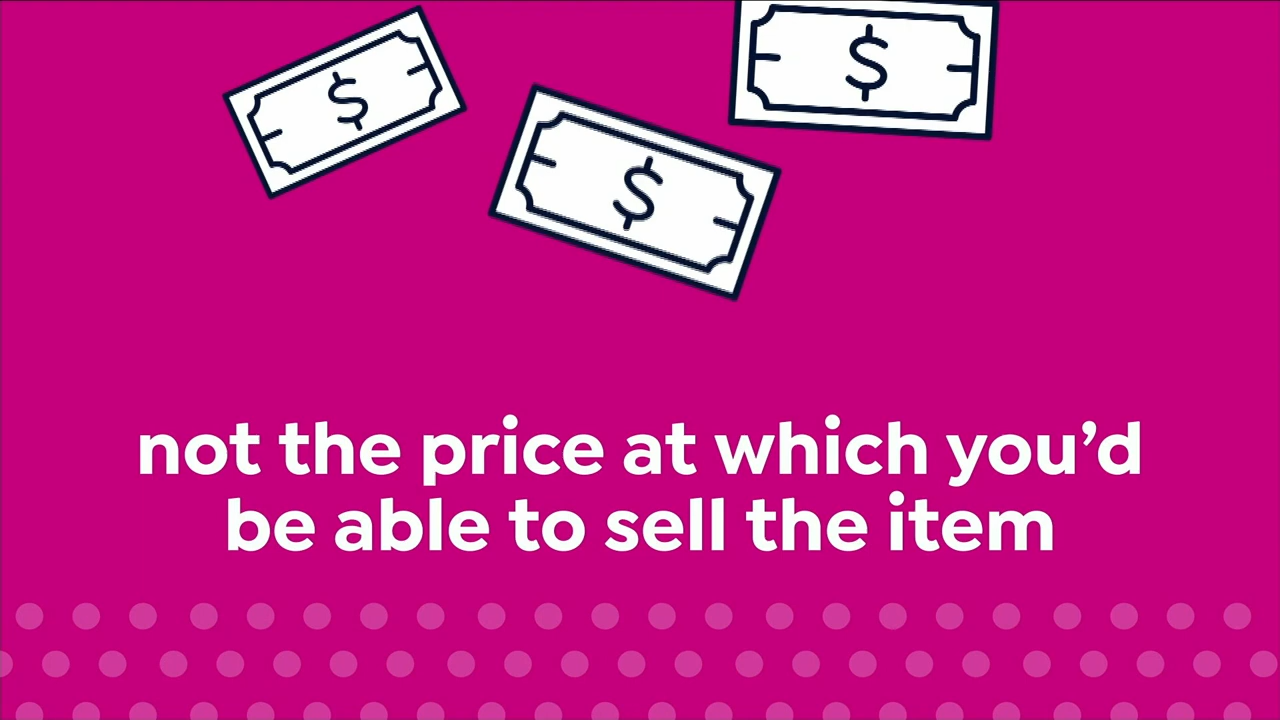 $
$
$
not the price at which you’d
be able to sell the item